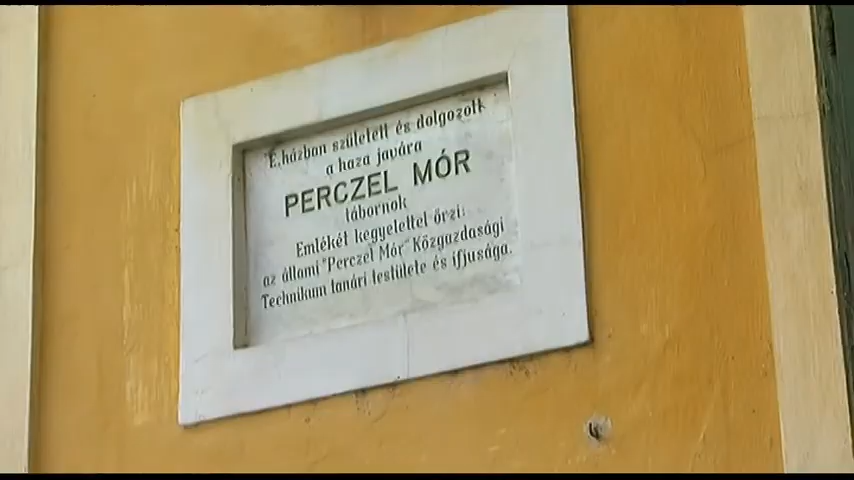 E házban született és dolgozott
a haza javára
PERCZEL MÓR
tábornok
Emlékét kegyelettel őrzi:
az állami "Perczel Mór" Közgazdasági
Technikum tanári testülete és ifjusága.